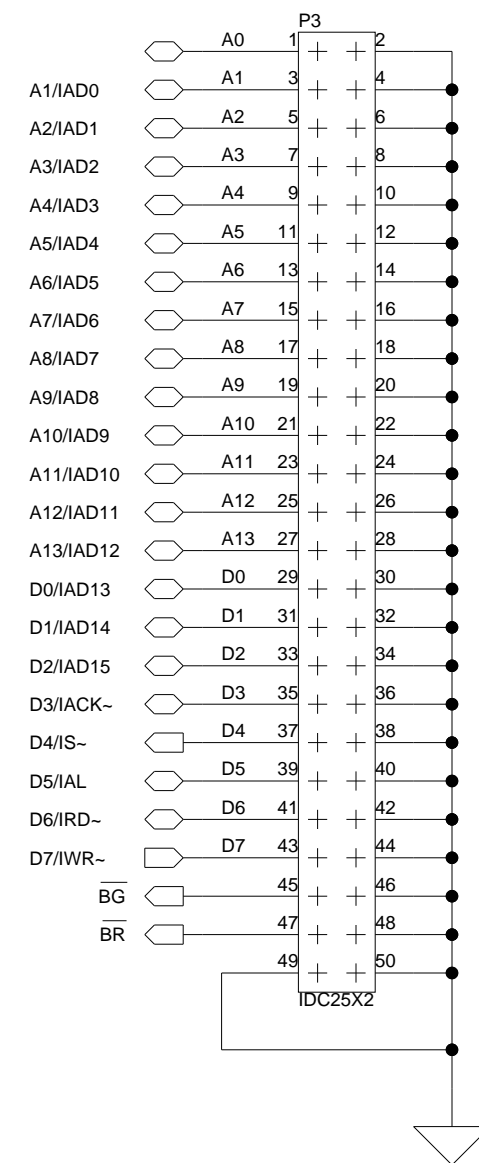 P3
A0 1 2
A1/IAD0 A1 3 4
A2/IAD1 A2 5 6
A3/IAD2 A3 7 8
A4/IAD3 A4 9 10
A5/IAD4 A5 11 12
A6/IAD5 A6 13 14
A7/IAD6 A7 15 16
A8/IAD7 A8 17 18
A9/IAD8 A9 19 20
A10/IAD9 A10 21 22
A11/IAD10 A11 23 24
A12/IAD11 A12 25 26
A13/IAD12 A13 27 28
D0/IAD13 D0 29 30
D1/IAD14 D1 31 32
D2/IAD15 D2 33 34
D3/IACK~ D3 35 36
D4/IS~ D4 37 38
D5/IAL D5 39 40
D6/IRD~ D6 41 42
D7/IWR~ D7 43 44
B̅G̅ 45 46
B̅R̅ 47 48
49 50
IDC25X2